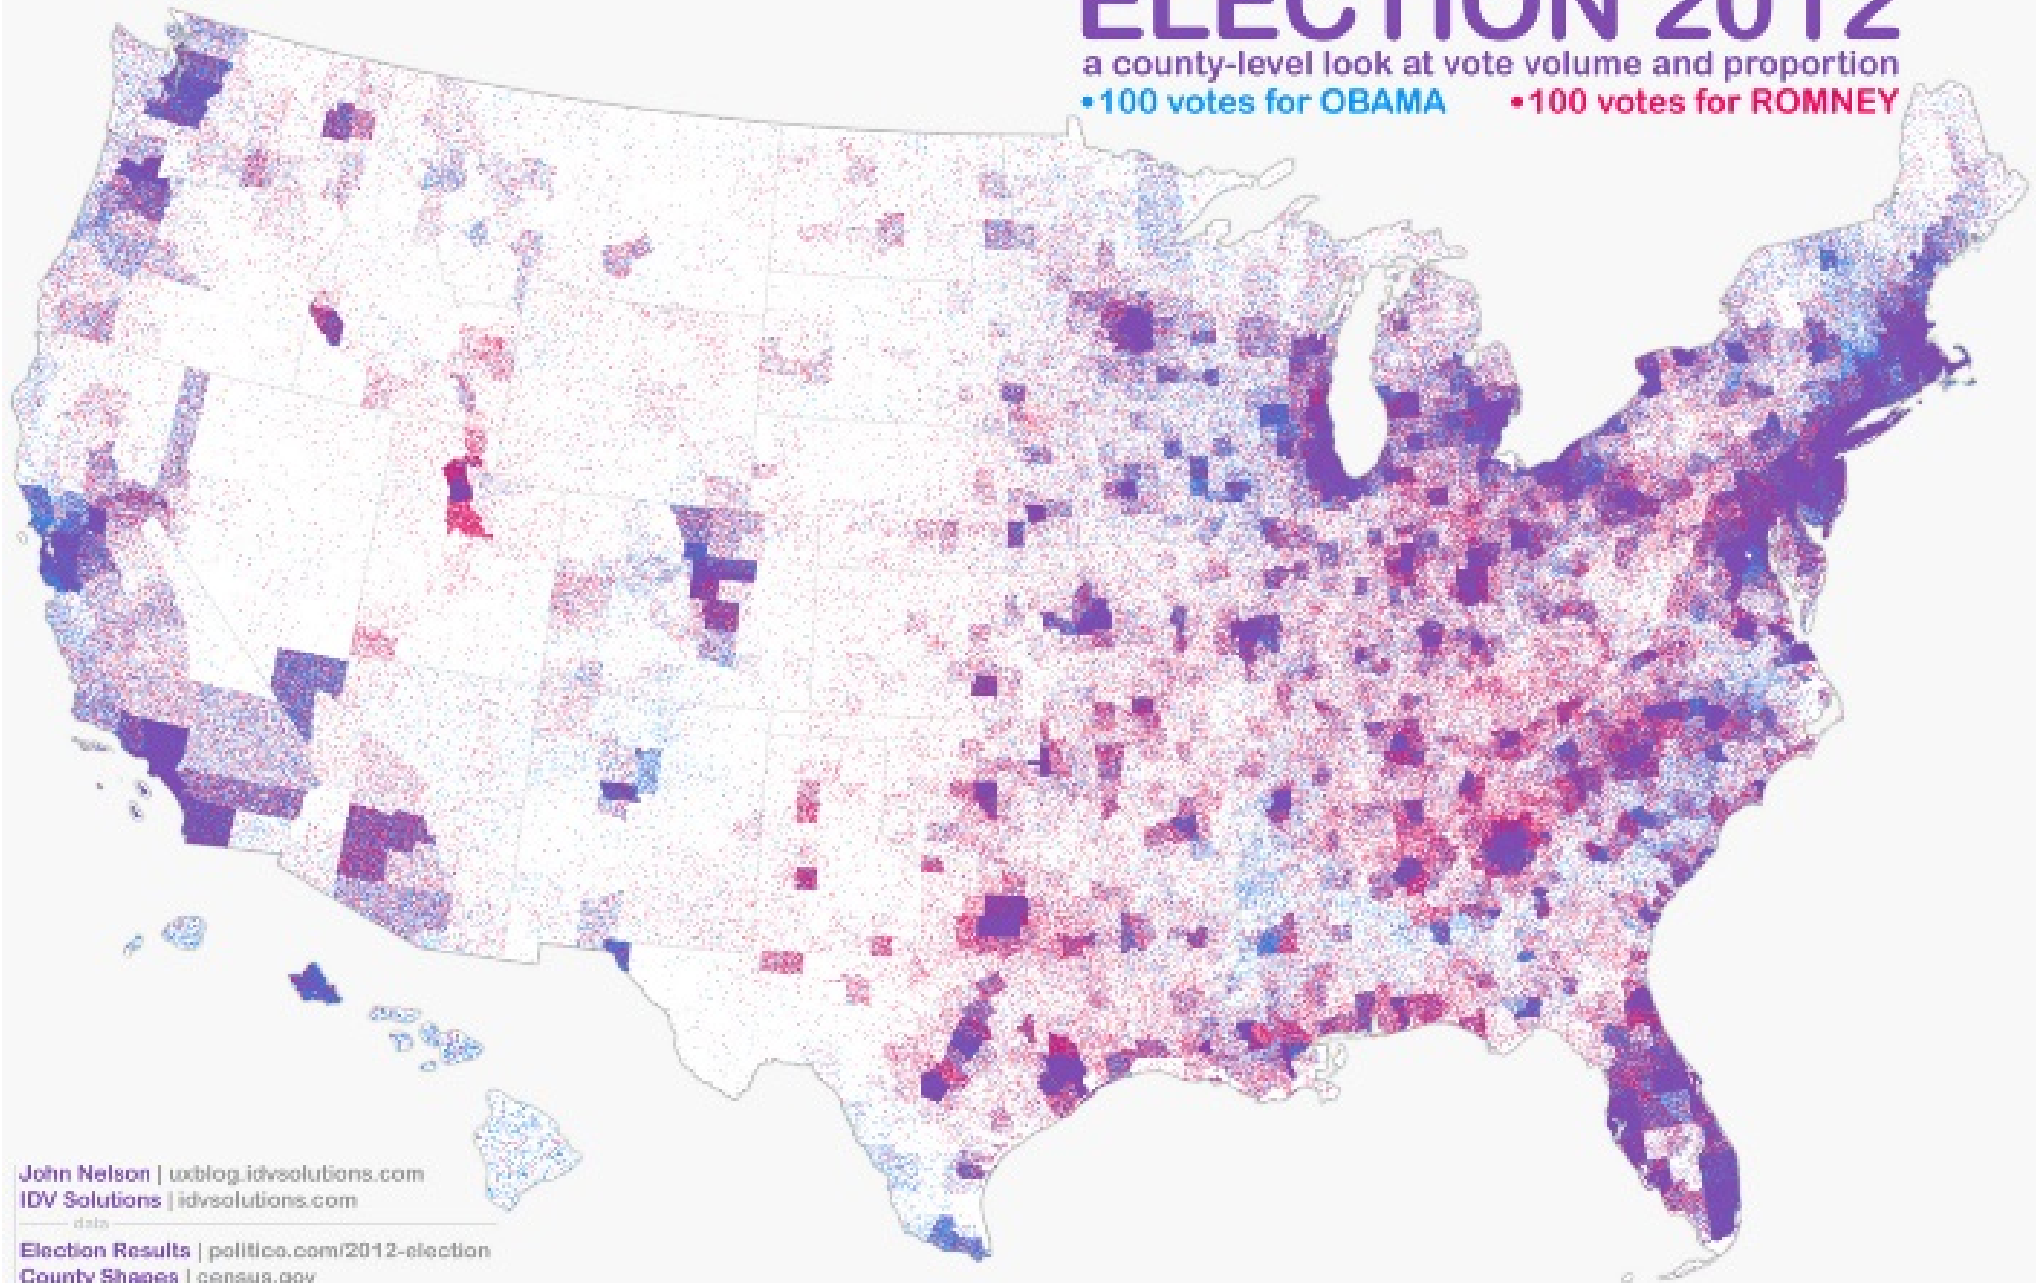 ELECTION 2012
a county-level look at vote volume and proportion
•100 votes for OBAMA •100 votes for ROMNEY
John Nelson | uxblog.idvsolutions.com
IDV Solutions | idvsolutions.com
data
Election Results | politico.com/2012-election
County Shapes | census.gov